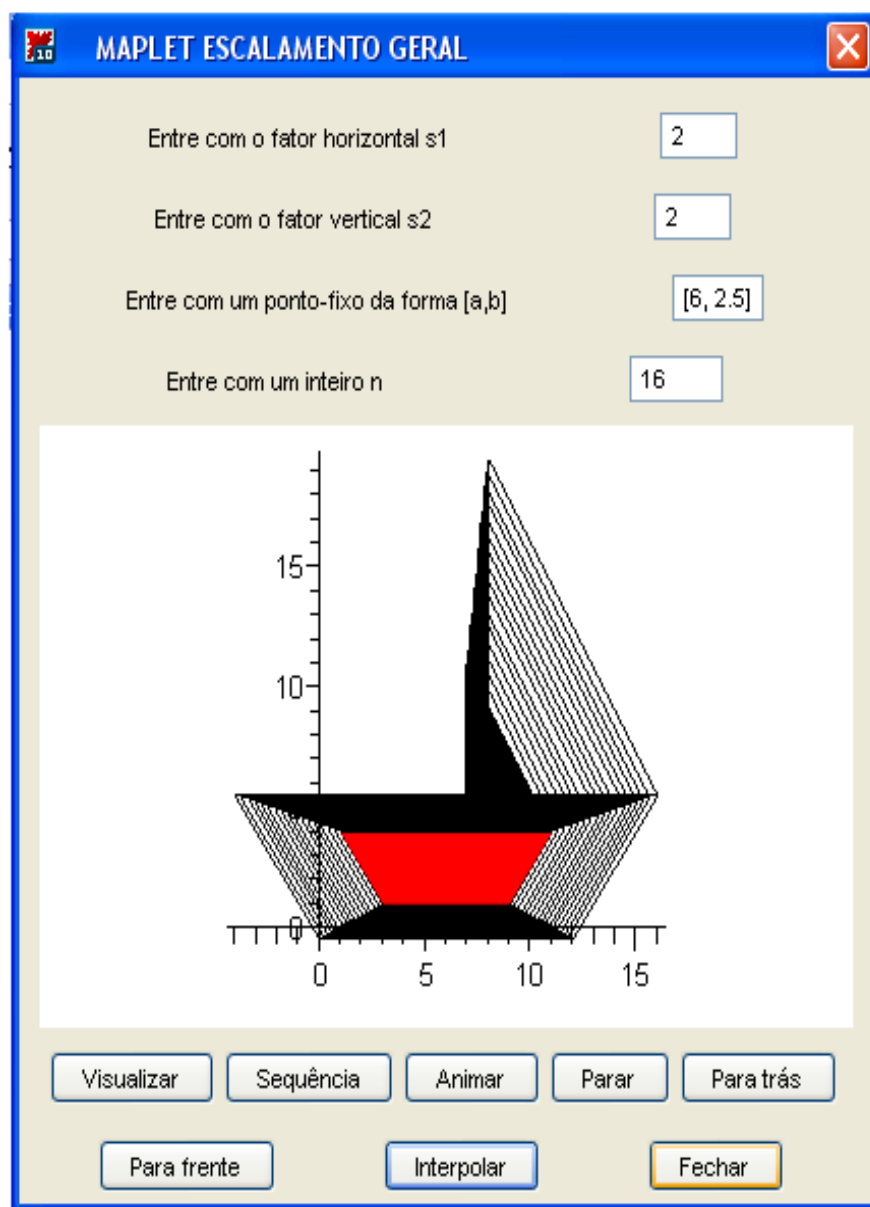 10 MAPLET ESCALAMENTO GERAL
Entre com o fator horizontal s1 2
Entre com o fator vertical s2 2
Entre com um ponto-fixo da forma [a,b] [6, 2.5]
Entre com um inteiro n 16
15
10
0
0 5 10 15
Visualizar Sequência Animar Parar Para trás
Para frente Interpolar Fechar